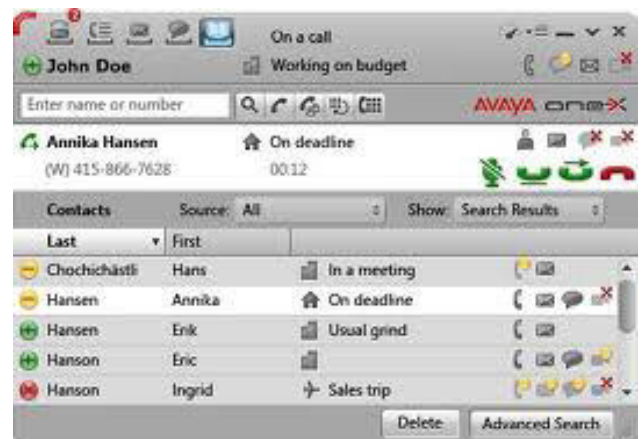 2
On a call
John Doe
Working on budget
Enter name or number
AVAYA one-X
Annika Hansen
On deadline
(W) 415-866-7628
00:12
Contacts
Source: All
Show: Search Results
Last
First
Chochichästli
Hans
In a meeting
Hansen
Annika
On deadline
Hansen
Erik
Usual grind
Hanson
Eric
Hanson
Ingrid
Sales trip
Delete
Advanced Search